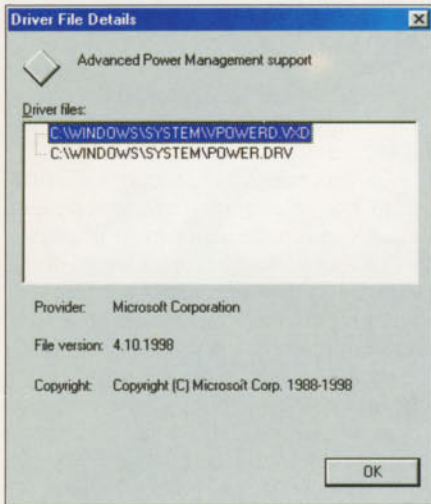 Driver File Details
Advanced Power Management support
Driver files:
C:\WINDOWS\SYSTEM\VPOWERD.VXD
C:\WINDOWS\SYSTEM\POWER.DRV
Provider: Microsoft Corporation
File version: 4.10.1998
Copyright: Copyright (C) Microsoft Corp. 1988-1998
OK